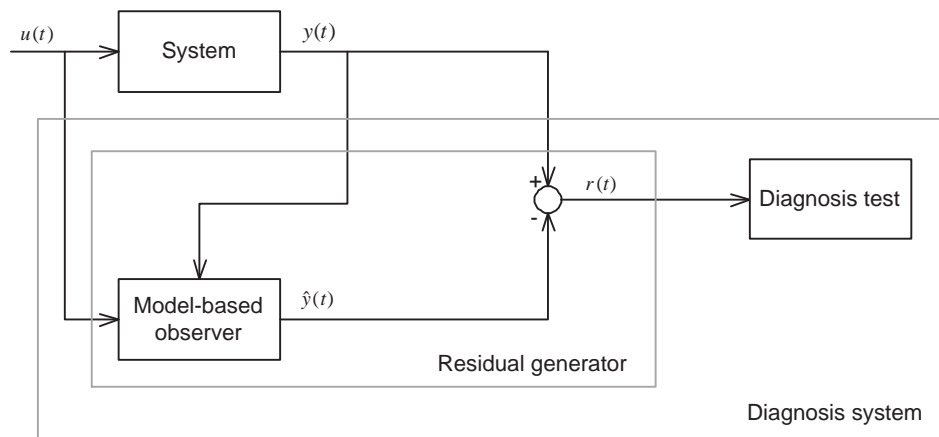 u(t)
System
y(t)
+
r(t)
-
Diagnosis test
Model-based
observer
ŷ(t)
Residual generator
Diagnosis system